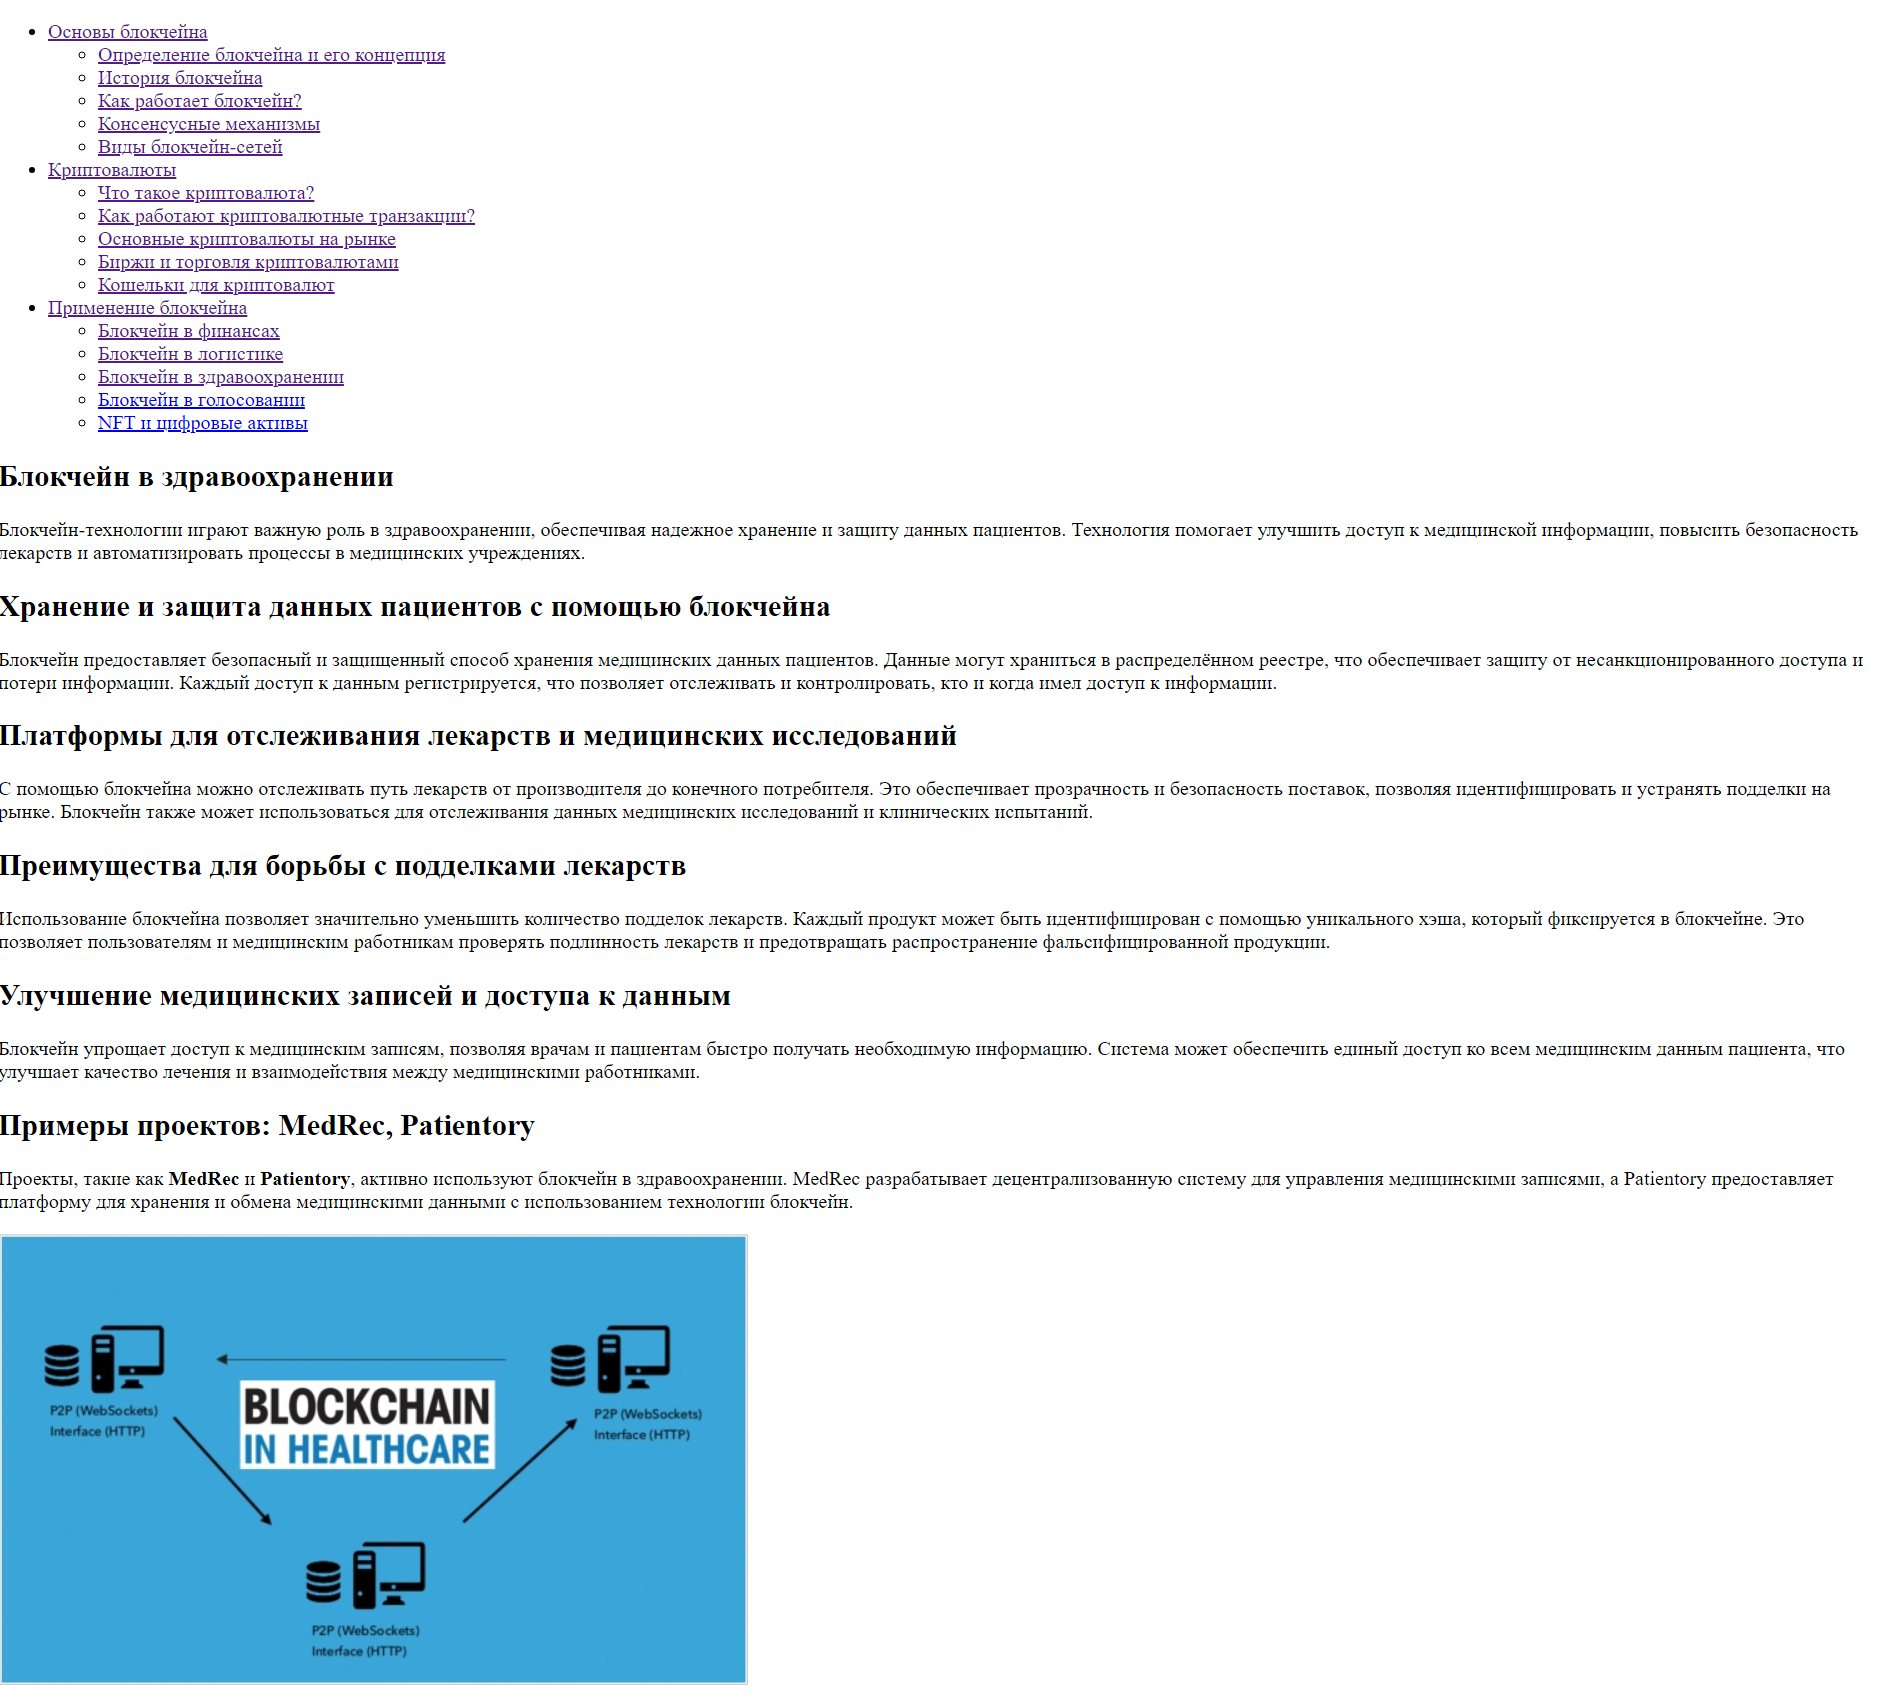 Основы блокчейна
Определение блокчейна и его концепция
История блокчейна
Как работает блокчейн?
Консенсусные механизмы
Виды блокчейн-сетей
Криптовалюты
Что такое криптовалюта?
Как работают криптовалютные транзакции?
Основные криптовалюты на рынке
Биржи и торговля криптовалютами
Кошельки для криптовалют
Применение блокчейна
Блокчейн в финансах
Блокчейн в логистике
Блокчейн в здравоохранении
Блокчейн в голосовании
NFT и цифровые активы
Блокчейн в здравоохранении
Блокчейн-технологии играют важную роль в здравоохранении, обеспечивая надежное хранение и защиту данных пациентов. Технология помогает улучшить доступ к медицинской информации, повысить безопасность
лекарств и автоматизировать процессы в медицинских учреждениях.
Хранение и защита данных пациентов с помощью блокчейна
Блокчейн предоставляет безопасный и защищенный способ хранения медицинских данных пациентов. Данные могут храниться в распределённом реестре, что обеспечивает защиту от несанкционированного доступа и
потери информации. Каждый доступ к данным регистрируется, что позволяет отслеживать и контролировать, кто и когда имел доступ к информации.
Платформы для отслеживания лекарств и медицинских исследований
С помощью блокчейна можно отслеживать путь лекарств от производителя до конечного потребителя. Это обеспечивает прозрачность и безопасность поставок, позволяя идентифицировать и устранять подделки на
рынке. Блокчейн также может использоваться для отслеживания данных медицинских исследований и клинических испытаний.
Преимущества для борьбы с подделками лекарств
Использование блокчейна позволяет значительно уменьшить количество подделок лекарств. Каждый продукт может быть идентифицирован с помощью уникального хэша, который фиксируется в блокчейне. Это
позволяет пользователям и медицинским работникам проверять подлинность лекарств и предотвращать распространение фальсифицированной продукции.
Улучшение медицинских записей и доступа к данным
Блокчейн упрощает доступ к медицинским записям, позволяя врачам и пациентам быстро получать необходимую информацию. Система может обеспечить единый доступ ко всем медицинским данным пациента, что
улучшает качество лечения и взаимодействия между медицинскими работниками.
Примеры проектов: MedRec, Patientory
Проекты, такие как MedRec и Patientory, активно используют блокчейн в здравоохранении. MedRec разрабатывает децентрализованную систему для управления медицинскими записями, а Patientory предоставляет
платформу для хранения и обмена медицинскими данными с использованием технологии блокчейн.
P2P (WebSockets)
Interface (HTTP)
BLOCKCHAIN
IN HEALTHCARE
P2P (WebSockets)
Interface (HTTP)
P2P (WebSockets)
Interface (HTTP)